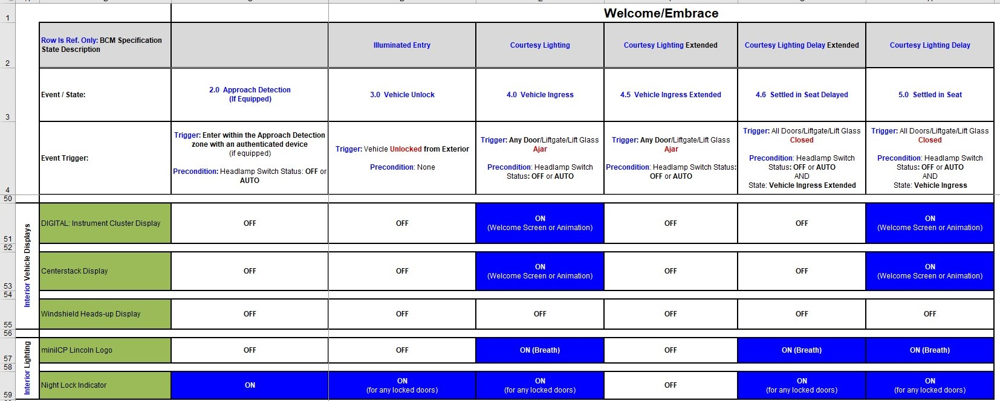 1
Welcome/Embrace
2
Row Is Ref. Only: BCM Specification
State Description
Illuminated Entry
Courtesy Lighting
Courtesy Lighting Extended
Courtesy Lighting Delay Extended
Courtesy Lighting Delay
3
Event / State:
2.0 Approach Detection
(If Equipped)
3.0 Vehicle Unlock
4.0 Vehicle Ingress
4.5 Vehicle Ingress Extended
4.6 Settled in Seat Delayed
5.0 Settled in Seat
4
Event Trigger:
Trigger: Enter within the Approach Detection
zone with an authenticated device
(if equipped)
Precondition: Headlamp Switch Status: OFF or
AUTO
Trigger: Vehicle Unlocked from Exterior
Precondition: None
Trigger: Any Door/Liftgate/Lift Glass
Ajar
Precondition: Headlamp Switch
Status: OFF or AUTO
Trigger: Any Door/Liftgate/Lift Glass
Ajar
Precondition: Headlamp Switch Status:
OFF or AUTO
Trigger: All Doors/Liftgate/Lift Glass
Closed
Precondition: Headlamp Switch
Status: OFF or AUTO
AND
State: Vehicle Ingress Extended
Trigger: All Doors/Liftgate/Lift Glass
Closed
Precondition: Headlamp Switch
Status: OFF or AUTO
AND
State: Vehicle Ingress
50
Interior Vehicle Displays
51
DIGITAL: Instrument Cluster Display
OFF
OFF
ON
(Welcome Screen or Animation)
OFF
OFF
ON
(Welcome Screen or Animation)
52
53
Centerstack Display
OFF
OFF
ON
(Welcome Screen or Animation)
OFF
OFF
ON
(Welcome Screen or Animation)
54
55
Windshield Heads-up Display
OFF
OFF
OFF
OFF
OFF
OFF
56
Interior Lighting
57
miniICP Lincoln Logo
OFF
OFF
ON (Breath)
OFF
ON (Breath)
ON (Breath)
58
59
Night Lock Indicator
ON
ON
(for any locked doors)
ON
(for any locked doors)
OFF
ON
(for any locked doors)
ON
(for any locked doors)